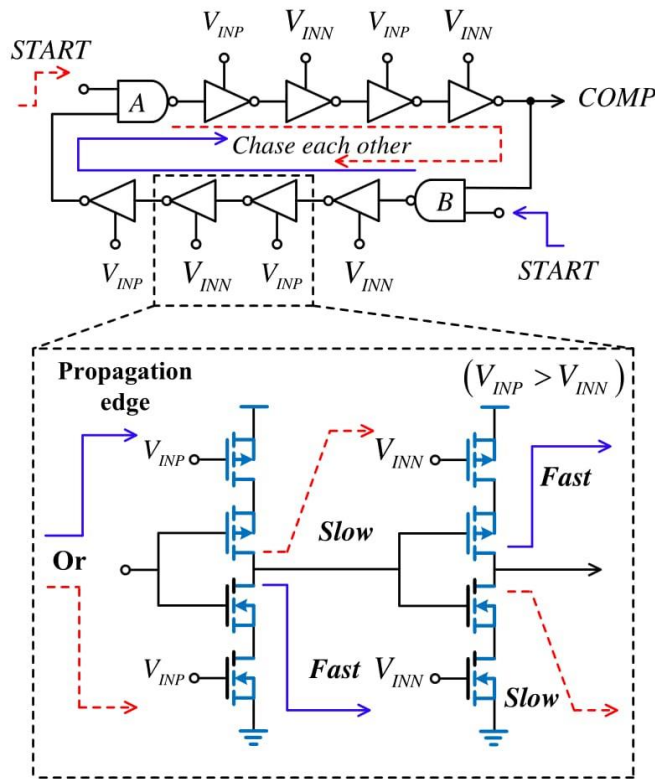 START
V_INP
V_INN
V_INP
V_INN
A
COMP
Chase each other
B
V_INP
V_INN
V_INP
V_INN
START
Propagation
edge
(V_INP > V_INN)
V_INP
V_INN
Slow
Fast
Or
V_INP
Fast
V_INN
Slow